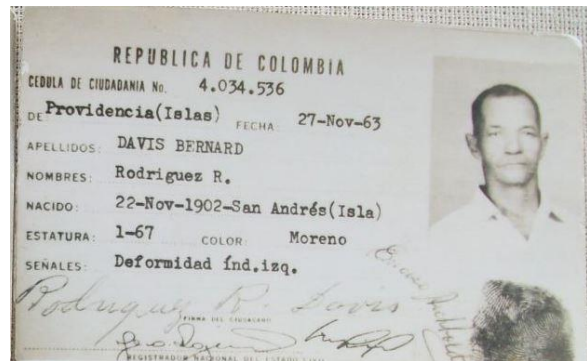 REPUBLICA DE COLOMBIA
CEDULA DE CIUDADANIA No. 4.034.536
DE Providencia(Islas) FECHA 27-Nov-63
APELLIDOS: DAVIS BERNARD
NOMBRES: Rodriguez R.
NACIDO: 22-Nov-1902-San Andrés(Isla)
ESTATURA: 1-67 COLOR: Moreno
SEÑALES: Deformidad índ.izq.
Rodriguez R. Davis
FIRMA DEL CIUDADANO
REGISTRADOR NACIONAL DEL ESTADO CIVIL